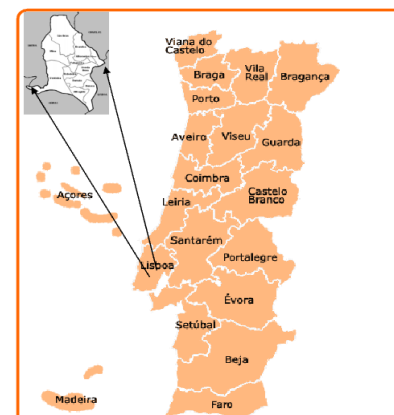 Viana do
Castelo
Braga
Vila
Real
Bragança
Porto
Aveiro
Viseu
Guarda
Coimbra
Castelo
Branco
Açores
Leiria
Santarém
Lisboa
Portalegre
Évora
Setúbal
Beja
Madeira
Faro